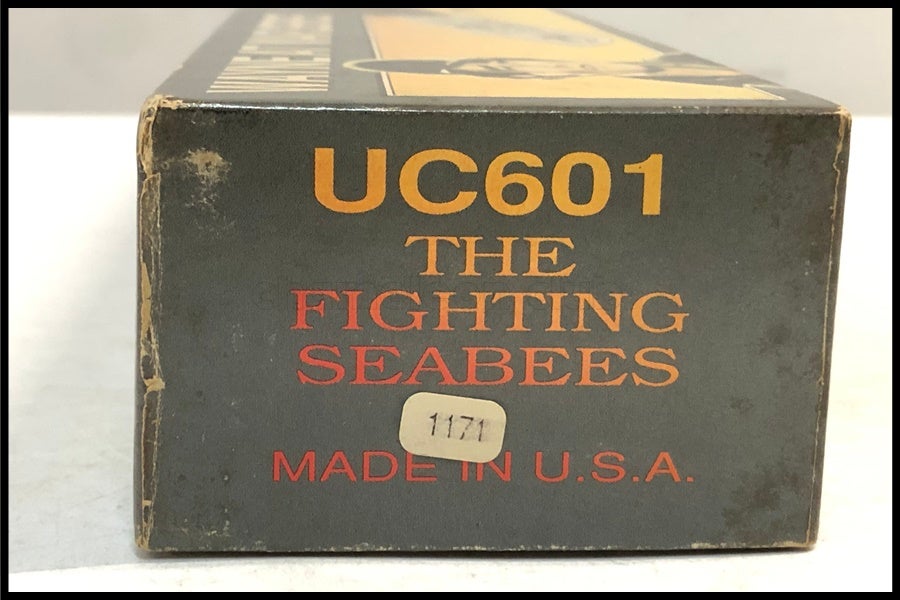 UC601
THE
FIGHTING
SEABEES
1171
MADE IN U.S.A.